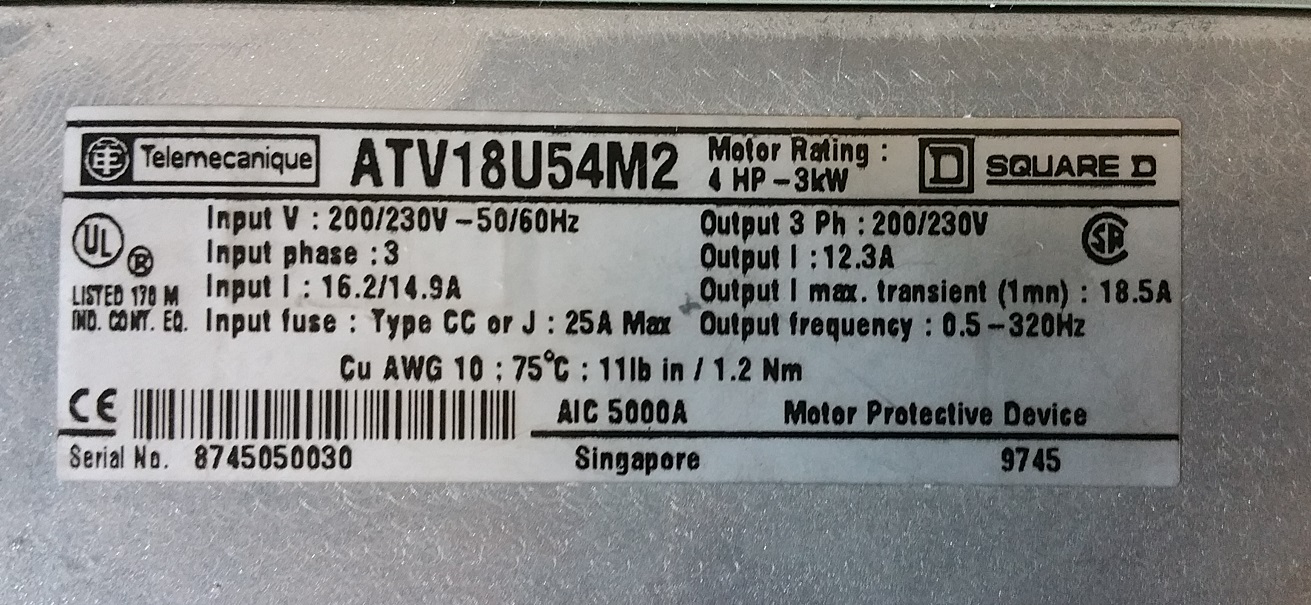 Telemecanique ATV18U54M2 Motor Rating : SQUARE D
4 HP - 3kW
UL ® Input V : 200/230V - 50/60Hz Output 3 Ph : 200/230V
Input phase : 3 Output I : 12.3A
LISTED 170 M Input I : 16.2/14.9A Output I max. transient (1mn) : 18.5A
IND. CONT. EQ. Input fuse : Type CC or J : 25A Max Output frequency : 0.5 - 320Hz
Cu AWG 10 : 75°C : 11lb in / 1.2 Nm
CE AIC 5000A Motor Protective Device
Serial No. 8745050030 Singapore 9745